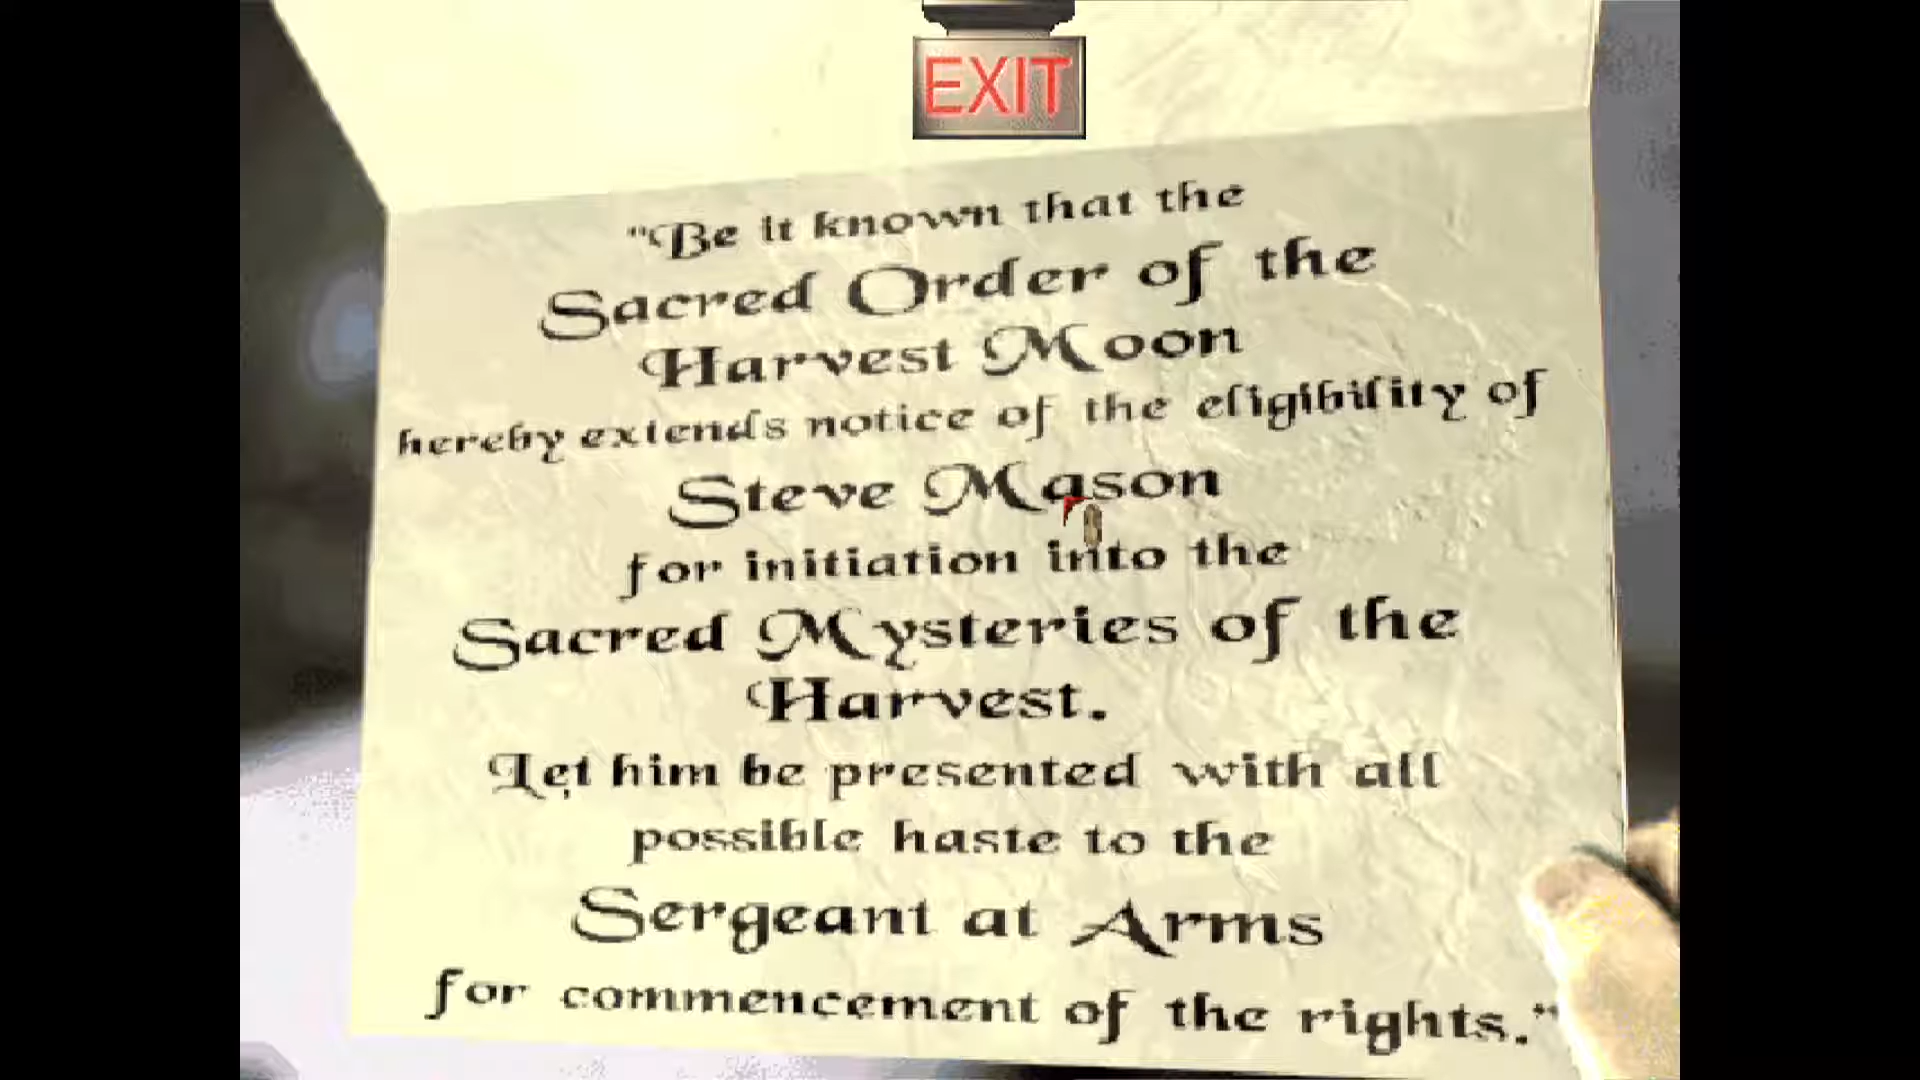 EXIT
"Be it known that the
Sacred Order of the
Harvest Moon
hereby extends notice of the eligibility of
Steve Mason
for initiation into the
Sacred Mysteries of the
Harvest.
Let him be presented with all
possible haste to the
Sergeant at Arms
for commencement of the rights."